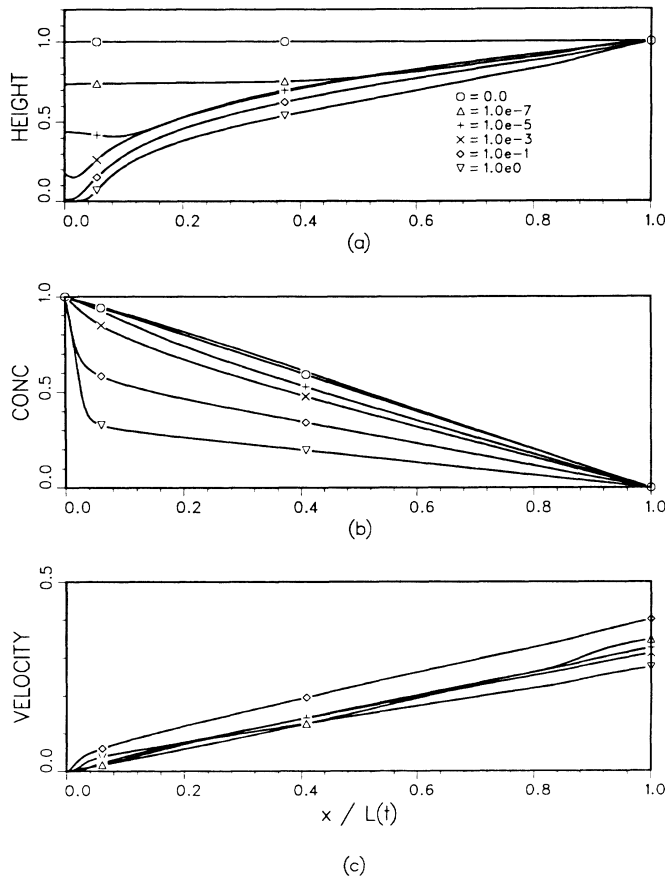 HEIGHT
1.0
0.5
0.0
○ = 0.0
△ = 1.0e-7
+ = 1.0e-5
× = 1.0e-3
◇ = 1.0e-1
▽ = 1.0e0
0.0 0.2 0.4 0.6 0.8 1.0
(a)
CONC
1.0
0.5
0.0
0.0 0.2 0.4 0.6 0.8 1.0
(b)
VELOCITY
0.5
0.0
0.0 0.2 0.4 0.6 0.8 1.0
x / L(t)
(c)